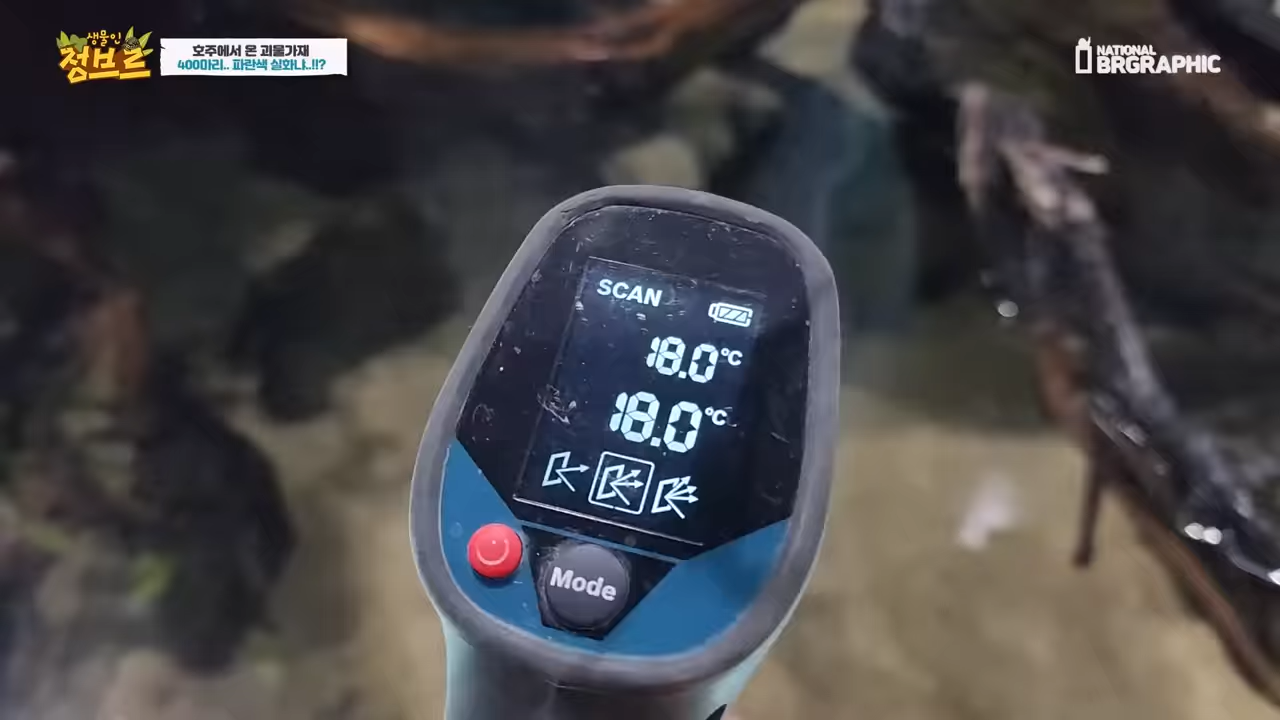 생물인
점브르
호주에서 온 괴물가재
400마리.. 파란색 실화냐..!!?
NATIONAL
BRGRAPHIC
SCAN
18.0°C
18.0°C
Mode